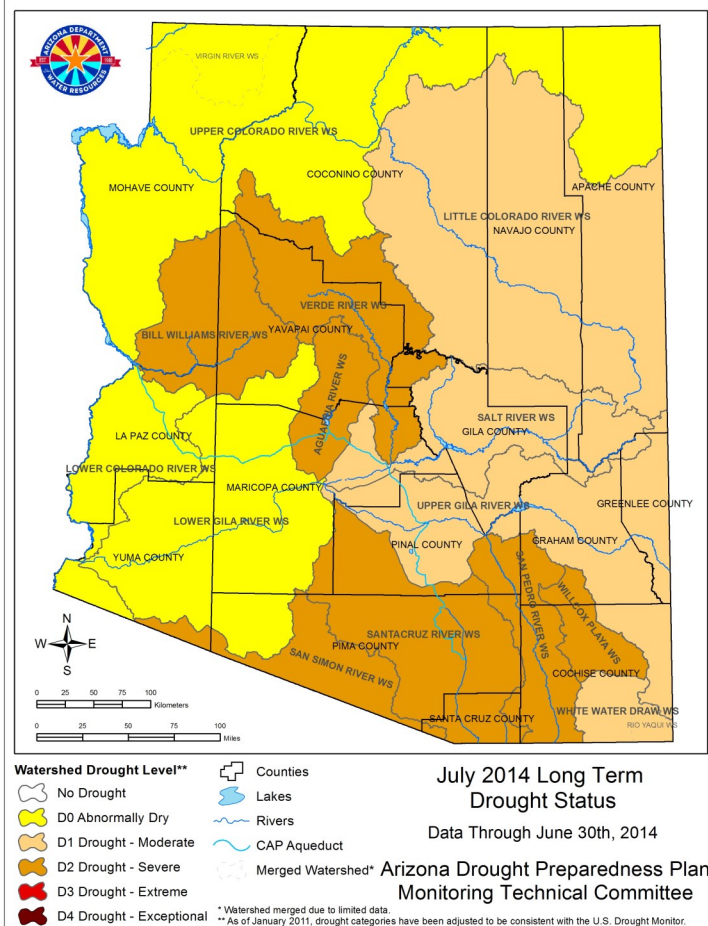 ARIZONA DEPARTMENT
EST. 1980
OF WATER RESOURCES
VIRGIN RIVER WS
UPPER COLORADO RIVER WS
COCONINO COUNTY
MOHAVE COUNTY
APACHE COUNTY
LITTLE COLORADO RIVER WS
NAVAJO COUNTY
VERDE RIVER WS
YAVAPAI COUNTY
BILL WILLIAMS RIVER WS
AGUA FRIA RIVER WS
SALT RIVER WS
GILA COUNTY
LA PAZ COUNTY
LOWER COLORADO RIVER WS
MARICOPA COUNTY
UPPER GILA RIVER WS
GREENLEE COUNTY
LOWER GILA RIVER WS
PINAL COUNTY
GRAHAM COUNTY
YUMA COUNTY
SAN PEDRO RIVER WS
WILLCOX PLAYA WS
SANTACRUZ RIVER WS
PIMA COUNTY
SAN SIMON RIVER WS
COCHISE COUNTY
SANTA CRUZ COUNTY
WHITE WATER DRAW WS
RIO YAQUI WS
N
W E
S
0 25 50 75 100
Kilometers
0 25 50 75 100
Miles
Watershed Drought Level**
No Drought
D0 Abnormally Dry
D1 Drought - Moderate
D2 Drought - Severe
D3 Drought - Extreme
D4 Drought - Exceptional
Counties
Lakes
Rivers
CAP Aqueduct
Merged Watershed*
July 2014 Long Term
Drought Status
Data Through June 30th, 2014
Arizona Drought Preparedness Plan
Monitoring Technical Committee
* Watershed merged due to limited data.
** As of January 2011, drought categories have been adjusted to be consistent with the U.S. Drought Monitor.